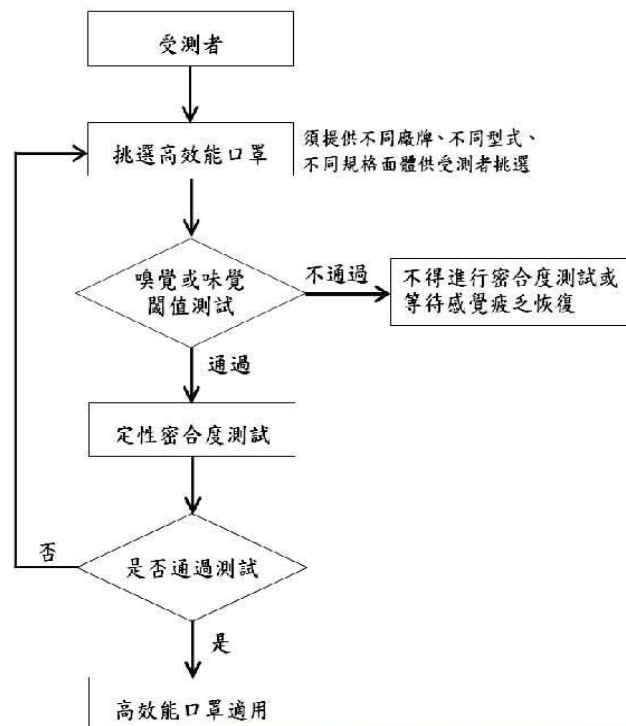 受測者
挑選高效能口罩
須提供不同廠牌、不同型式、
不同規格面體供受測者挑選
嗅覺或味覺
閾值測試
不通過
不得進行密合度測試或
等待感覺疲乏恢復
通過
定性密合度測試
否
是否通過測試
是
高效能口罩適用